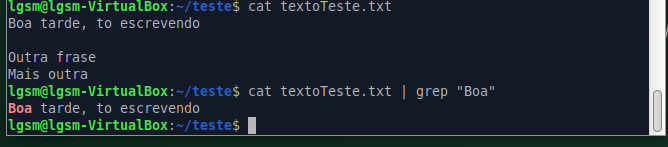 lgsm@lgsm-VirtualBox:~/teste$ cat textoTeste.txt
Boa tarde, to escrevendo
Outra frase
Mais outra
lgsm@lgsm-VirtualBox:~/teste$ cat textoTeste.txt | grep "Boa"
Boa tarde, to escrevendo
lgsm@lgsm-VirtualBox:~/teste$